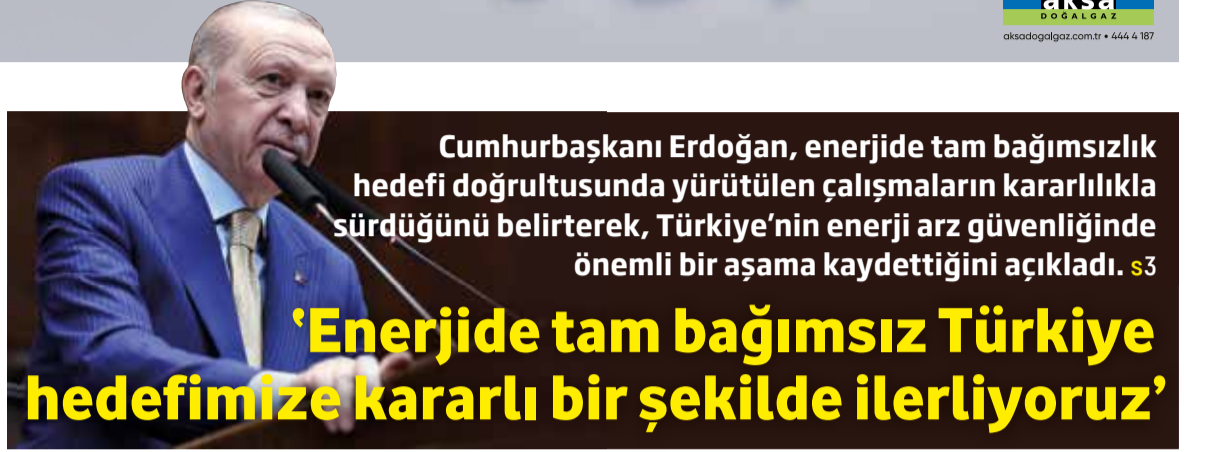 aksa
DOĞALGAZ
aksadogalgaz.com.tr • 444 4 187
Cumhurbaşkanı Erdoğan, enerjide tam bağımsızlık
hedefi doğrultusunda yürütülen çalışmaların kararlılıkla
sürdüğünü belirterek, Türkiye’nin enerji arz güvenliğinde
önemli bir aşama kaydettiğini açıkladı. s3
‘Enerjide tam bağımsız Türkiye
hedefimize kararlı bir şekilde ilerliyoruz’